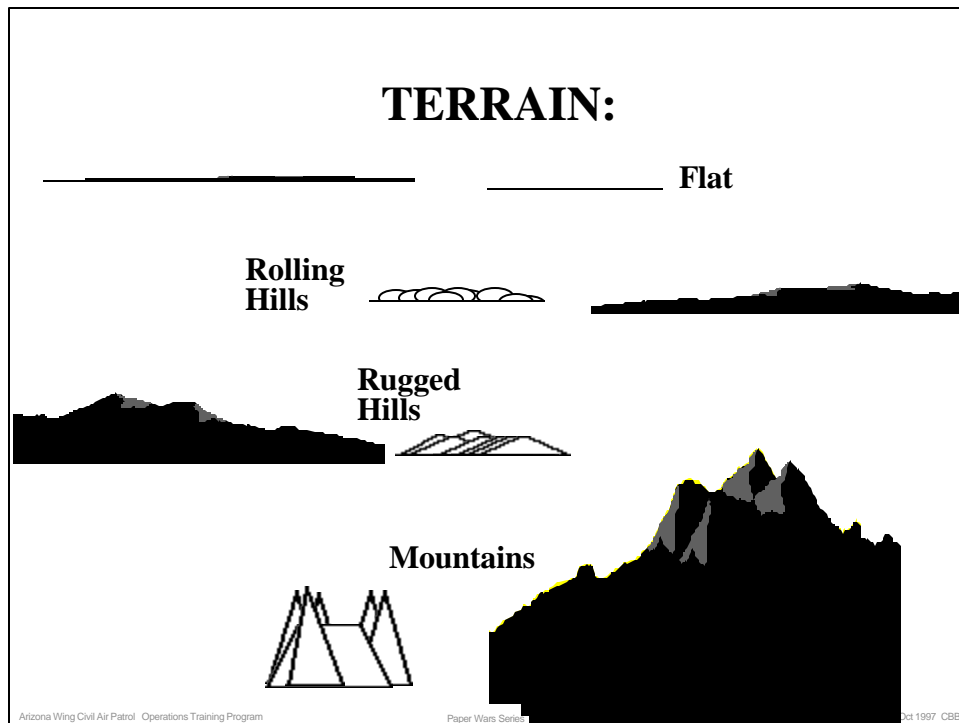 TERRAIN:
Flat
Rolling
Hills
Rugged
Hills
Mountains
Arizona Wing Civil Air Patrol Operations Training Program
Paper Wars Series
Oct 1997 CBB